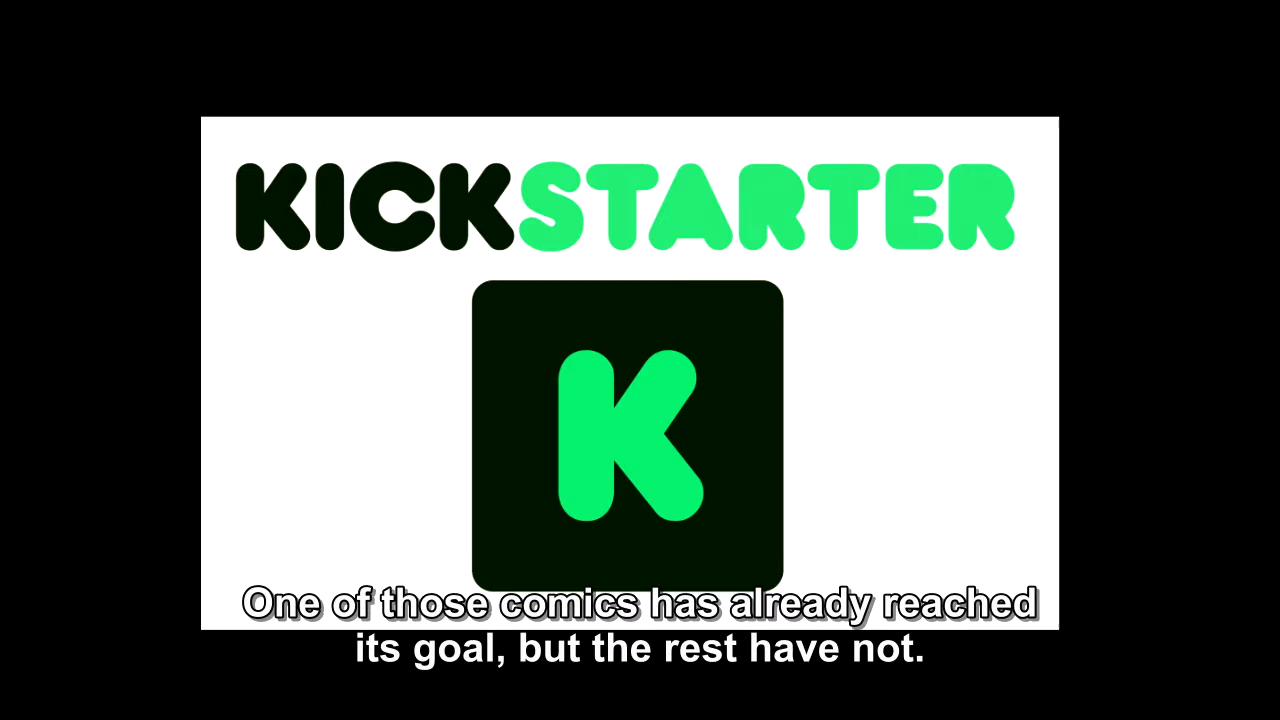 KICKSTARTER
K
One of those comics has already reached
its goal, but the rest have not.